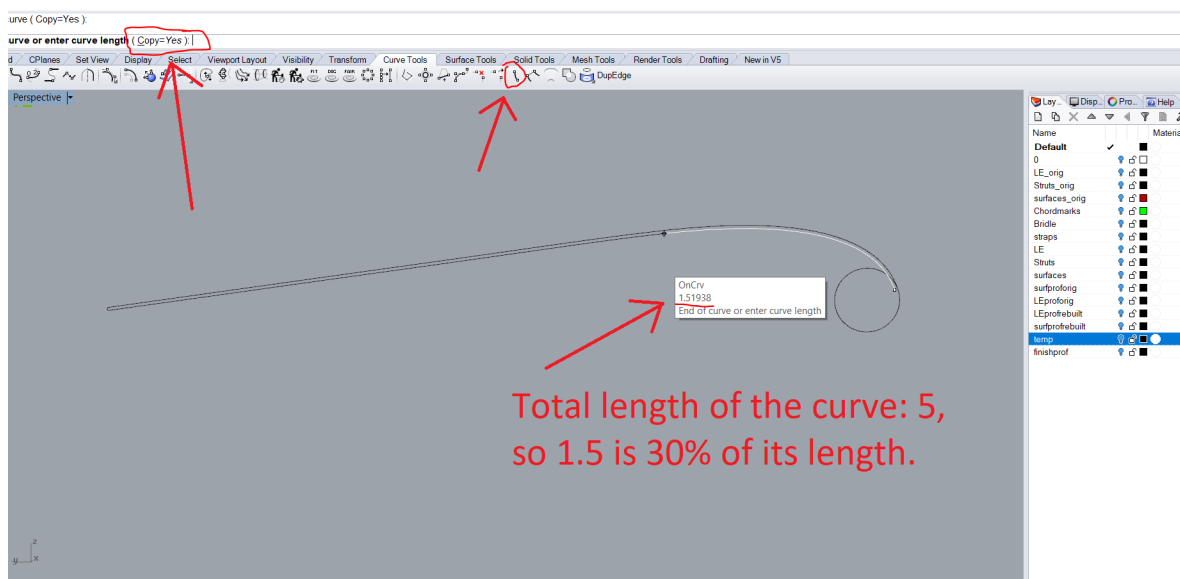 urve ( Copy=Yes ):
urve or enter curve length ( Copy=Yes ):
d CPlanes Set View Display Select Viewport Layout Visibility Transform Curve Tools Surface Tools Solid Tools Mesh Tools Render Tools Drafting New in V5
DupEdge
Perspective
Lay... Disp... Pro... Help
Name Materia
Default
0
LE_orig
Struts_orig
surfaces_orig
Chordmarks
Bridle
straps
LE
Struts
surfaces
surfproforig
LEproforig
LEprofrebuilt
surfprofrebuilt
temp
finishprof
OnCrv
1.51938
End of curve or enter curve length
Total length of the curve: 5,
so 1.5 is 30% of its length.
z
y x